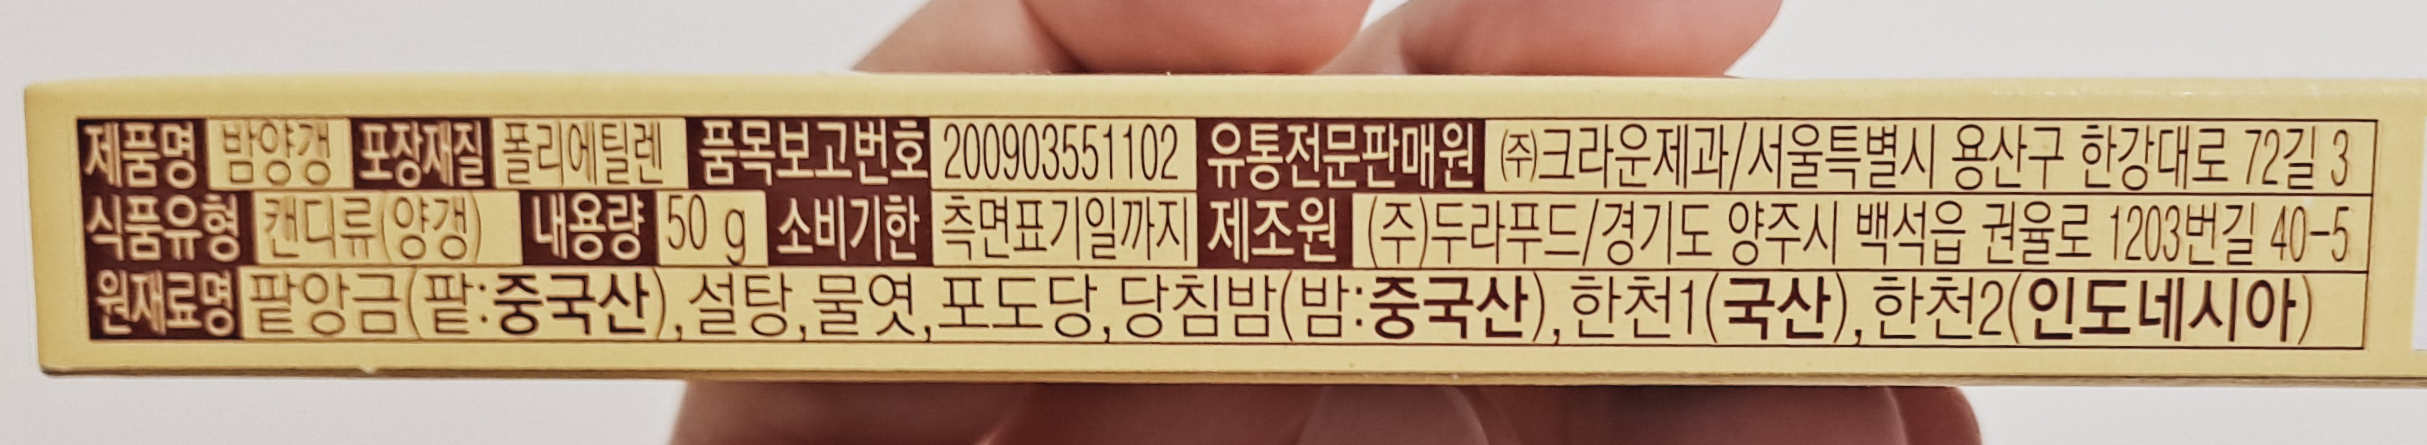 제품명 밤양갱 포장재질 폴리에틸렌 품목보고번호 200903551102 유통전문판매원 ㈜크라운제과/서울특별시 용산구 한강대로 72길 3
식품유형 캔디류(양갱) 내용량 50 g 소비기한 측면표기일까지 제조원 (주)두라푸드/경기도 양주시 백석읍 권율로 1203번길 40-5
원재료명 팥앙금(팥:중국산),설탕,물엿,포도당,당침밤(밤:중국산),한천1(국산),한천2(인도네시아)